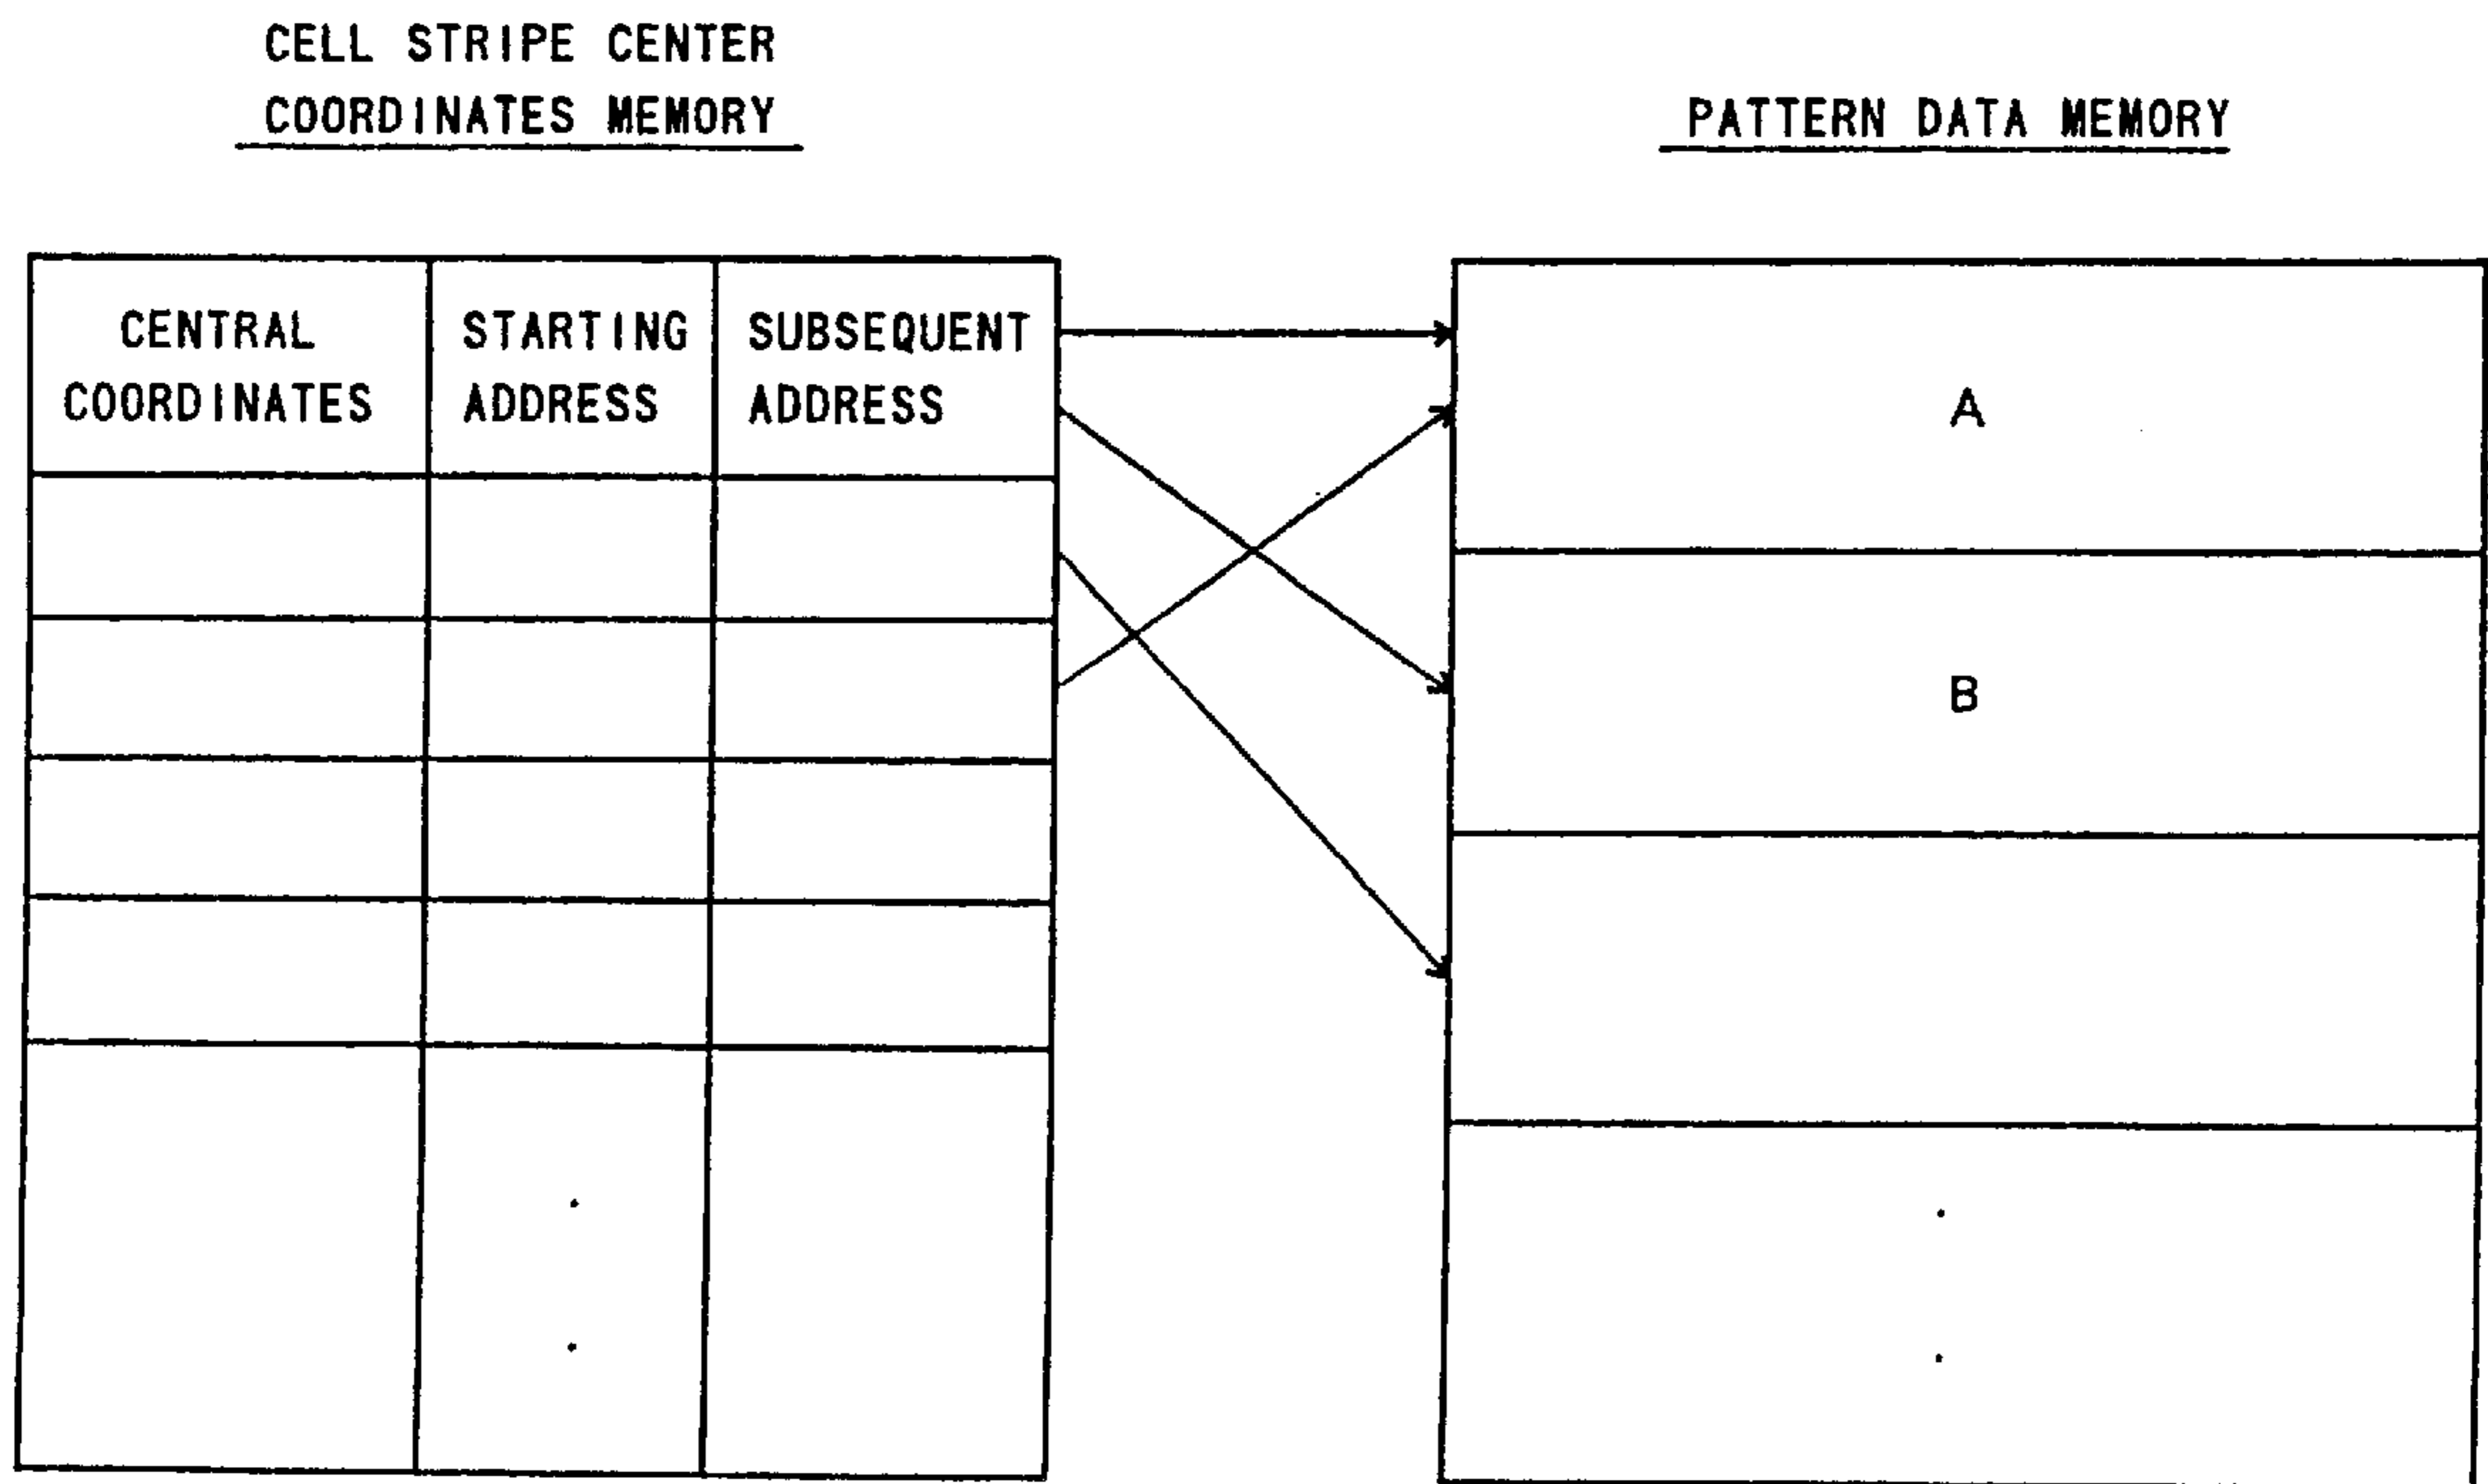 CELL STRIPE CENTER
COORDINATES MEMORY
PATTERN DATA MEMORY
CENTRAL
COORDINATES
STARTING
ADDRESS
SUBSEQUENT
ADDRESS
A
B